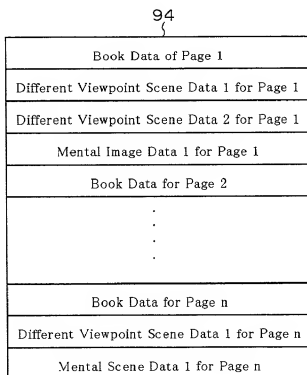 94
Book Data of Page 1
Different Viewpoint Scene Data 1 for Page 1
Different Viewpoint Scene Data 2 for Page 1
Mental Image Data 1 for Page 1
Book Data for Page 2
Book Data for Page n
Different Viewpoint Scene Data 1 for Page n
Mental Scene Data 1 for Page n